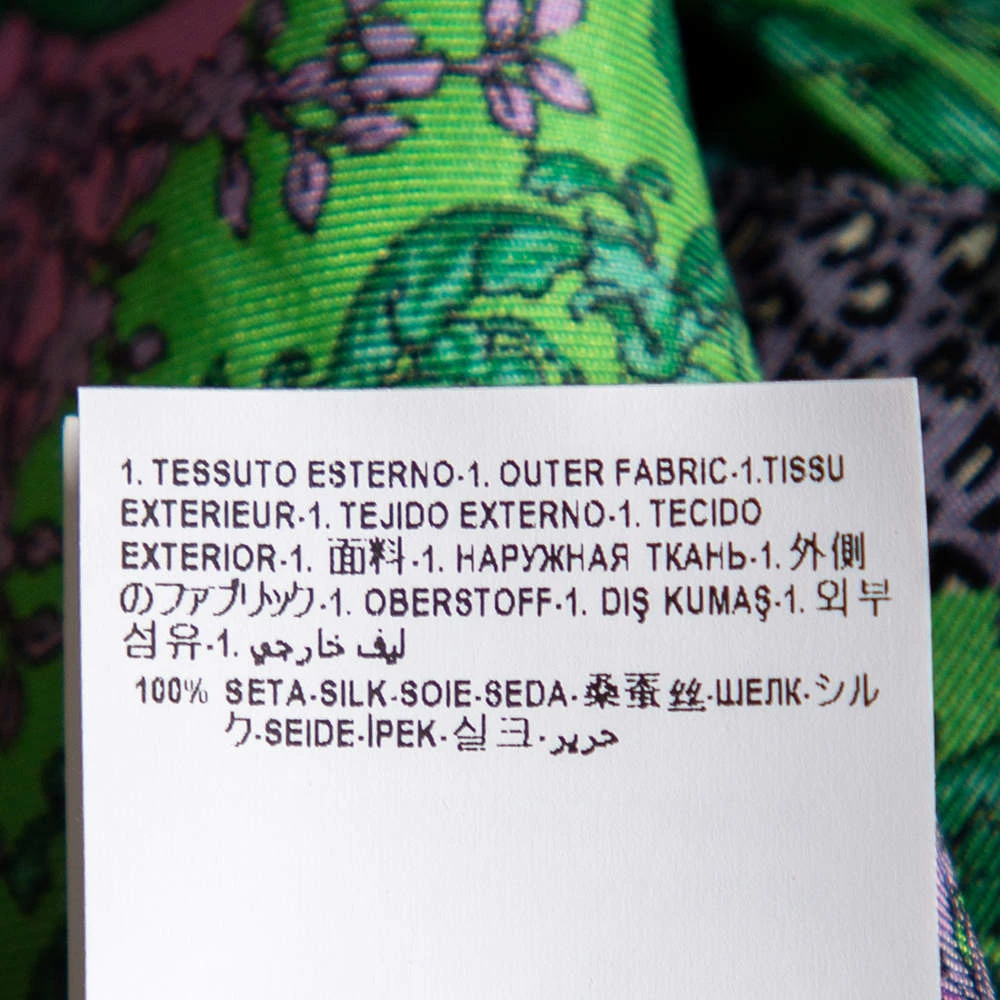 1. TESSUTO ESTERNO-1. OUTER FABRIC-1.TISSU
EXTERIEUR-1. TEJIDO EXTERNO-1. TECIDO
EXTERIOR-1. 面料-1. НАРУЖНАЯ ТКАНЬ-1. 外側
のファブリック-1. OBERSTOFF-1. DIŞ KUMAŞ-1. 외부
섬유-1. ليف خارجي
100% SETA-SILK-SOIE-SEDA-桑蚕丝-ШЕЛК-シル
ク-SEIDE-İPEK-실크-حرير